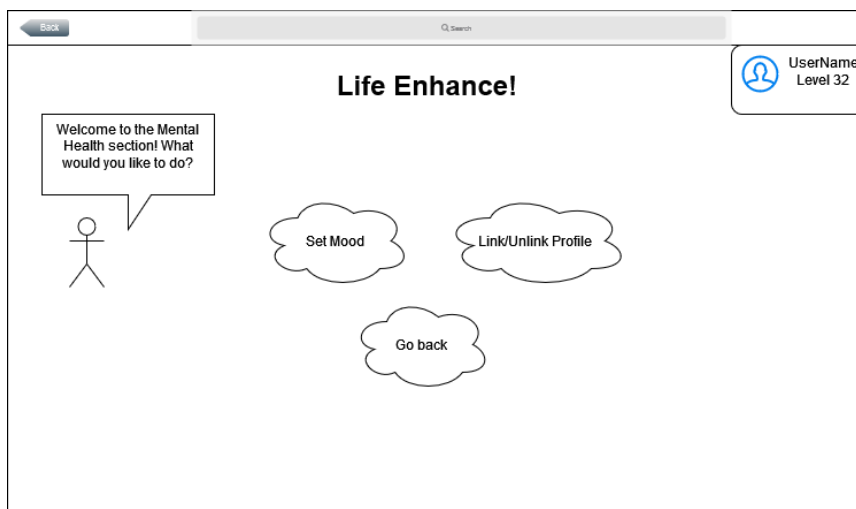 Back
Search
UserName
Level 32
Life Enhance!
Welcome to the Mental
Health section! What
would you like to do?
Set Mood
Link/Unlink Profile
Go back